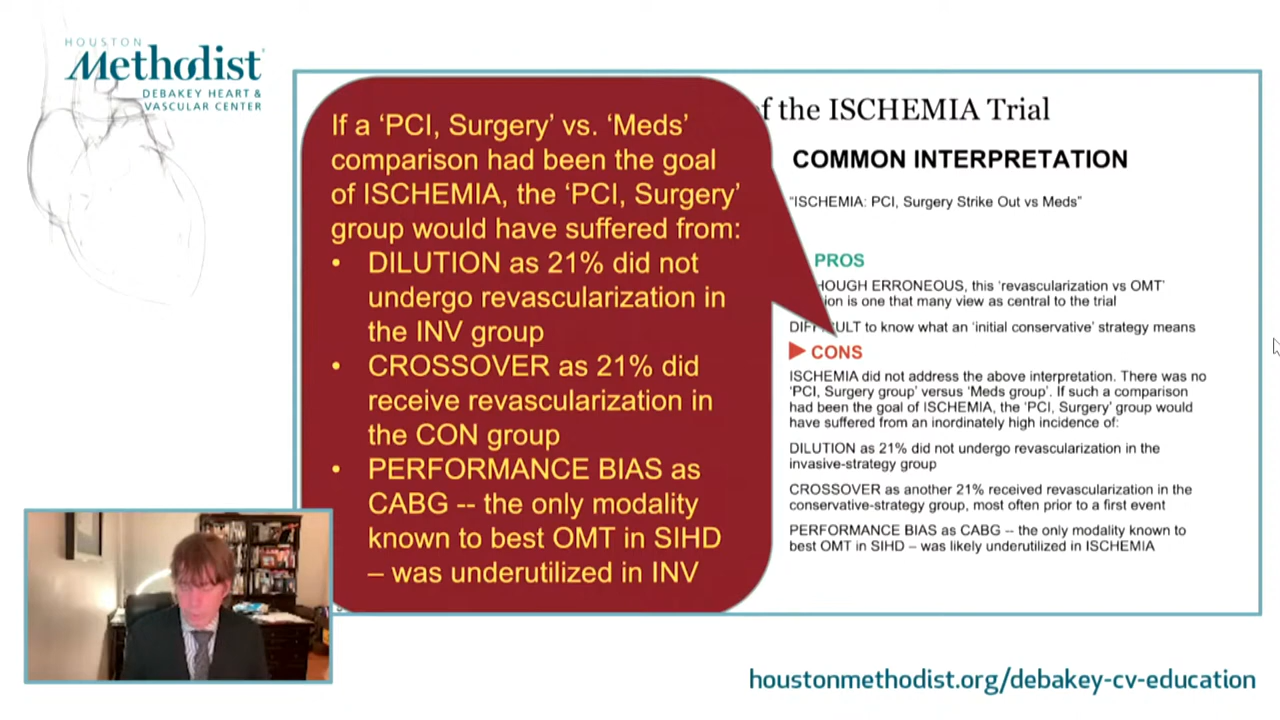 HOUSTON
Methodist
DEBAKEY HEART &
VASCULAR CENTER
If a ‘PCI, Surgery’ vs. ‘Meds’
comparison had been the goal
of ISCHEMIA, the ‘PCI, Surgery’
group would have suffered from:
• DILUTION as 21% did not
undergo revascularization in
the INV group
• CROSSOVER as 21% did
receive revascularization in
the CON group
• PERFORMANCE BIAS as
CABG -- the only modality
known to best OMT in SIHD
– was underutilized in INV
of the ISCHEMIA Trial
COMMON INTERPRETATION
“ISCHEMIA: PCI, Surgery Strike Out vs Meds”
PROS
HOUGH ERRONEOUS, this ‘revascularization vs OMT’
is one that many view as central to the trial
to know what an ‘initial conservative’ strategy means
CONS
ISCHEMIA did not address the above interpretation. There was no
‘PCI, Surgery group’ versus ‘Meds group’. If such a comparison
had been the goal of ISCHEMIA, the ‘PCI, Surgery’ group would
have suffered from an inordinately high incidence of:
DILUTION as 21% did not undergo revascularization in the
invasive-strategy group
CROSSOVER as another 21% received revascularization in the
conservative-strategy group, most often prior to a first event
PERFORMANCE BIAS as CABG -- the only modality known to
best OMT in SIHD – was likely underutilized in ISCHEMIA
houstonmethodist.org/debakey-cv-education